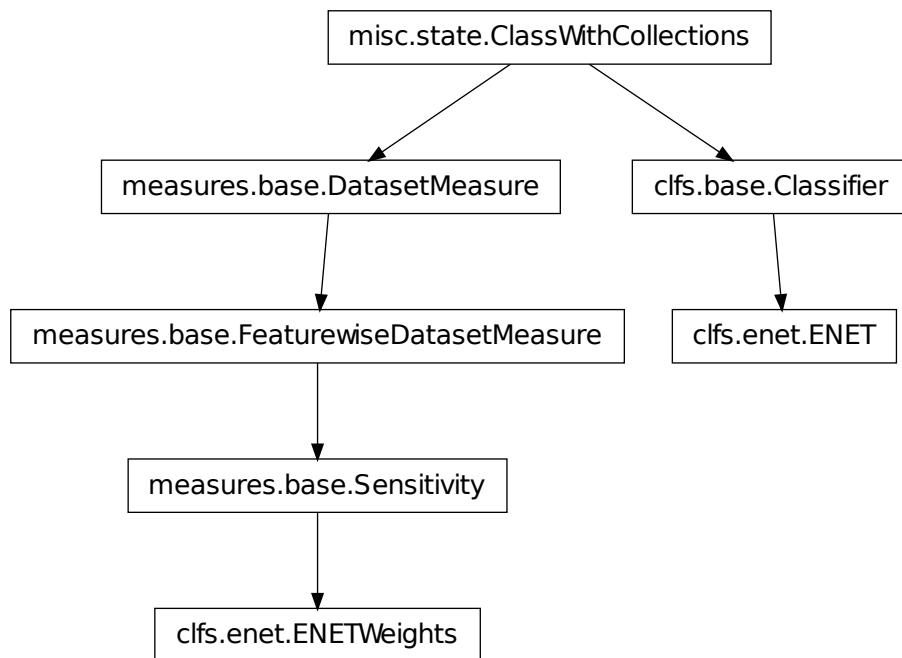 misc.state.ClassWithCollections
measures.base.DatasetMeasure
clfs.base.Classifier
measures.base.FeaturewiseDatasetMeasure
clfs.enet.ENET
measures.base.Sensitivity
clfs.enet.ENETWeights